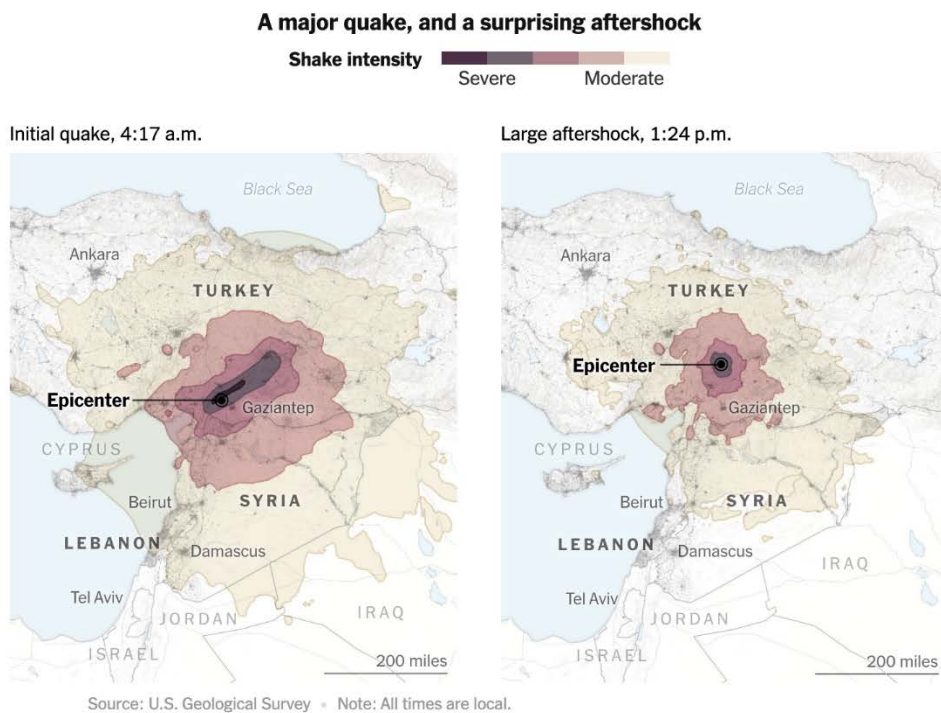 A major quake, and a surprising aftershock
Shake intensity
Severe
Moderate
Initial quake, 4:17 a.m.
Black Sea
Ankara
TURKEY
Epicenter
Gaziantep
CYPRUS
Beirut
SYRIA
LEBANON
Damascus
Tel Aviv
JORDAN
IRAQ
ISRAEL
200 miles
Large aftershock, 1:24 p.m.
Black Sea
Ankara
TURKEY
Epicenter
Gaziantep
CYPRUS
Beirut
SYRIA
LEBANON
Damascus
IRAQ
Tel Aviv
JORDAN
ISRAEL
200 miles
Source: U.S. Geological Survey • Note: All times are local.